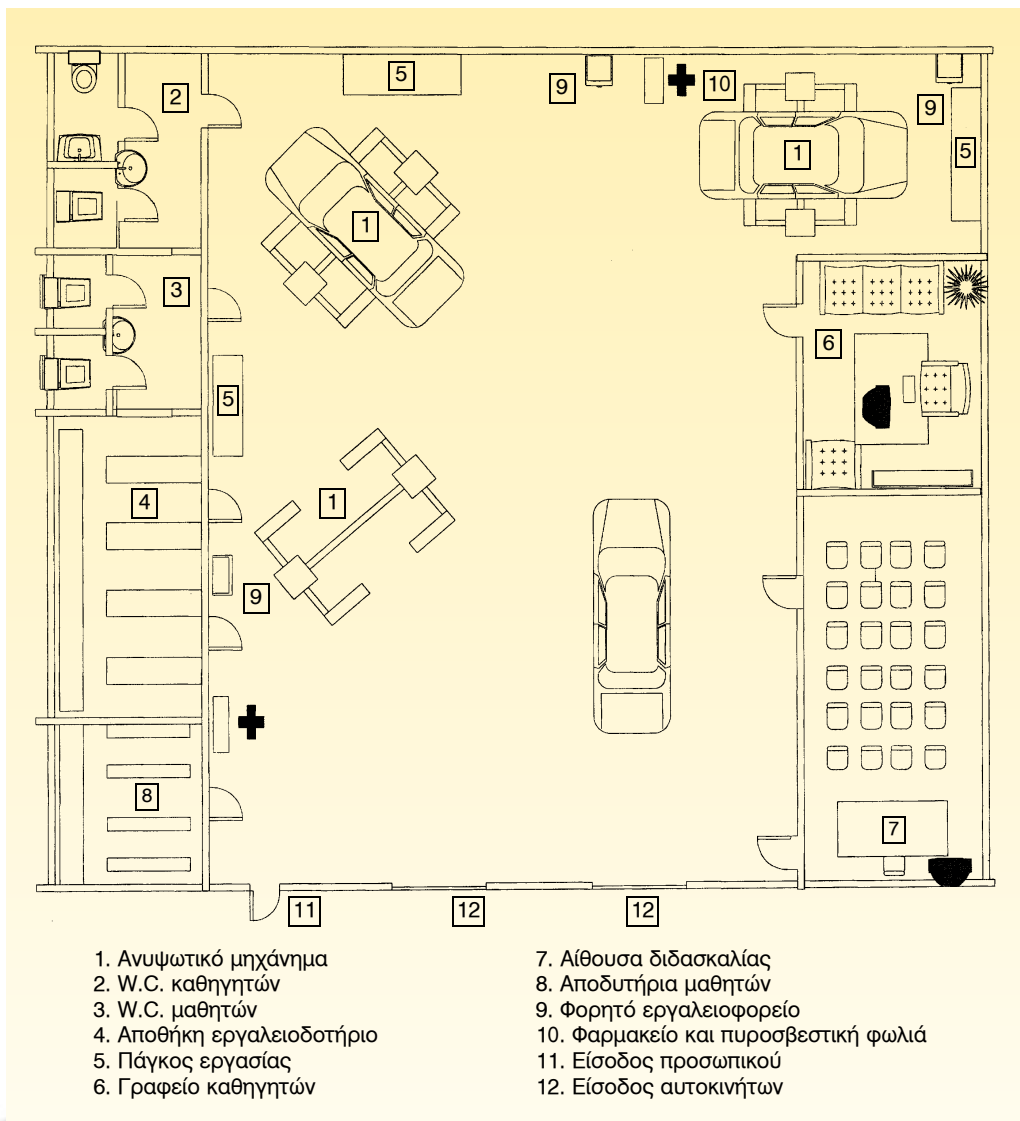 5
9
10
2
9
1
5
1
3
6
5
4
1
9
8
7
11
12
12
1. Ανυψωτικό μηχάνημα
2. W.C. καθηγητών
3. W.C. μαθητών
4. Αποθήκη εργαλειοδοτήριο
5. Πάγκος εργασίας
6. Γραφείο καθηγητών
7. Αίθουσα διδασκαλίας
8. Αποδυτήρια μαθητών
9. Φορητό εργαλειοφορείο
10. Φαρμακείο και πυροσβεστική φωλιά
11. Είσοδος προσωπικού
12. Είσοδος αυτοκινήτων